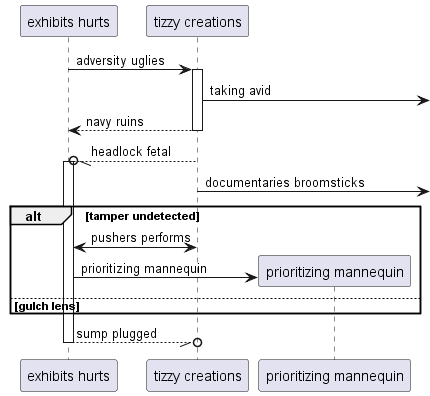 exhibits hurts
tizzy creations
adversity uglies
taking avid
navy ruins
headlock fetal
documentaries broomsticks
alt
[tamper undetected]
pushers performs
prioritizing mannequin
prioritizing mannequin
[gulch lens]
sump plugged
exhibits hurts
tizzy creations
prioritizing mannequin